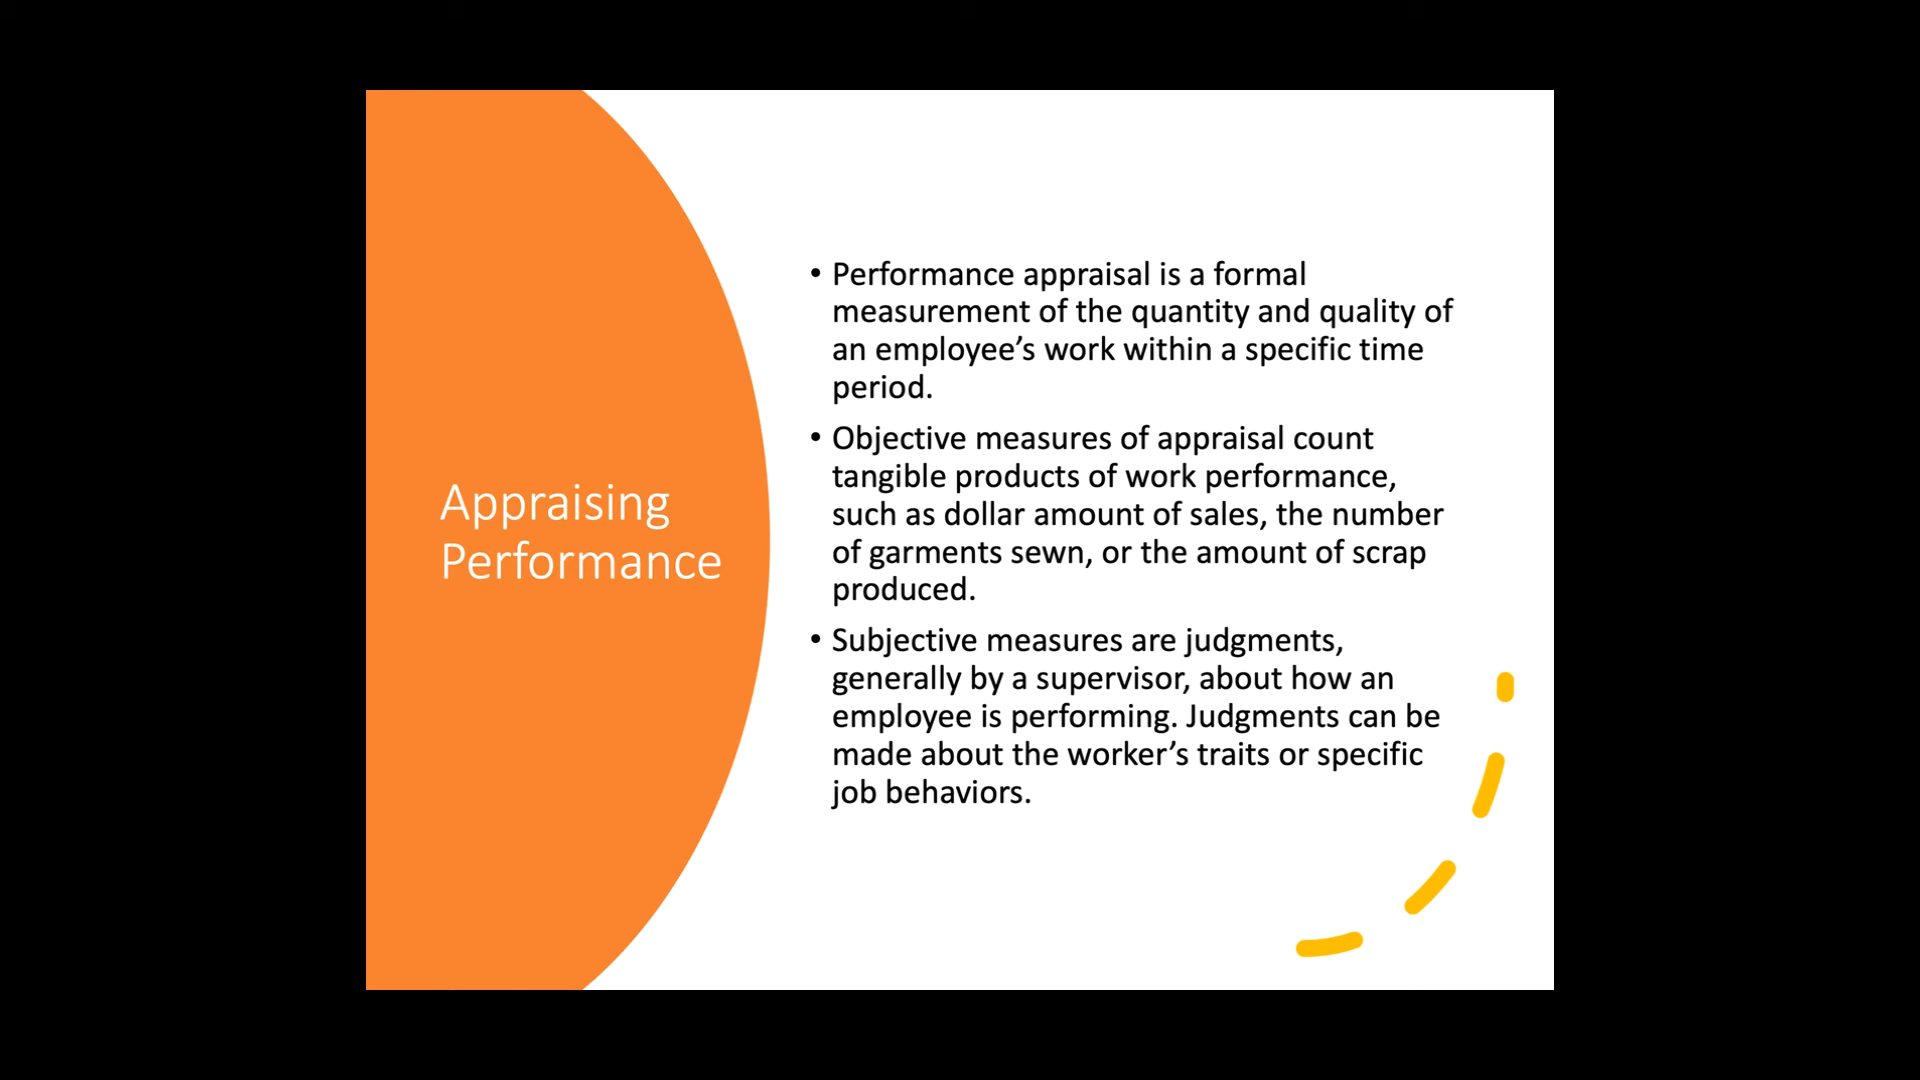 Appraising
Performance
• Performance appraisal is a formal
measurement of the quantity and quality of
an employee’s work within a specific time
period.
• Objective measures of appraisal count
tangible products of work performance,
such as dollar amount of sales, the number
of garments sewn, or the amount of scrap
produced.
• Subjective measures are judgments,
generally by a supervisor, about how an
employee is performing. Judgments can be
made about the worker’s traits or specific
job behaviors.